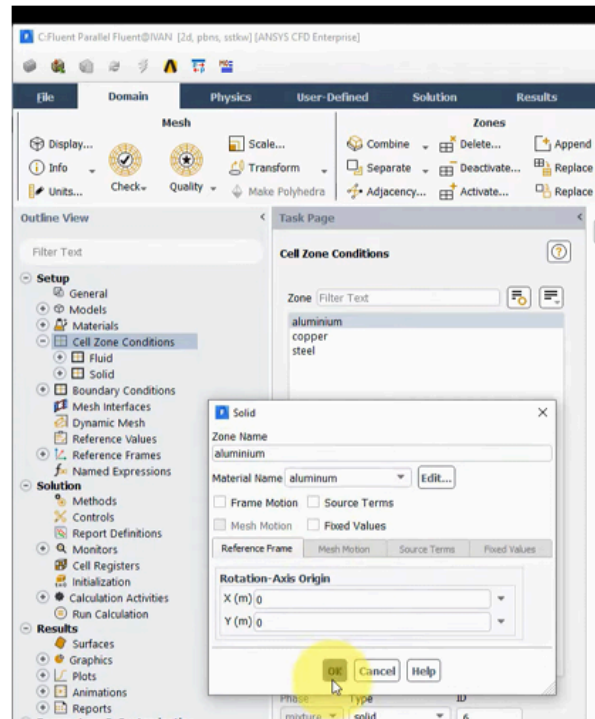 C:Fluent Parallel Fluent@IVAN [2d, pbns, sstkw] [ANSYS CFD Enterprise]
File Domain Physics User-Defined Solution Results
Mesh Zones
Display... Scale... Combine Delete... Append
Info Check Quality Transform Separate Deactivate... Replace
Units... Make Polyhedra Adjacency... Activate... Replace
Outline View < Task Page <
Filter Text
Cell Zone Conditions
Setup
General
Models
Materials
Cell Zone Conditions
Fluid
Solid
Boundary Conditions
Mesh Interfaces
Dynamic Mesh
Reference Values
Reference Frames
Named Expressions
Solution
Methods
Controls
Report Definitions
Monitors
Cell Registers
Initialization
Calculation Activities
Run Calculation
Results
Surfaces
Graphics
Plots
Animations
Reports
Zone Filter Text
aluminium
copper
steel
Solid
Zone Name
aluminium
Material Name aluminum Edit...
Frame Motion Source Terms
Mesh Motion Fixed Values
Reference Frame Mesh Motion Source Terms Fixed Values
Rotation-Axis Origin
X (m) 0
Y (m) 0
OK Cancel Help
Phase Type ID
mixture solid 6